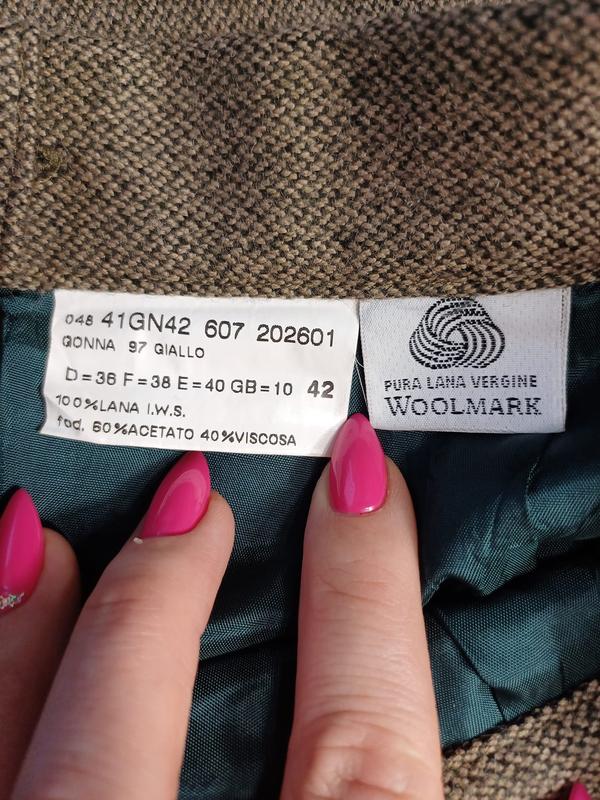 048 41GN42 607 202601
GONNA 97 GIALLO
D=36 F=38 E=40 GB=10 42
100%LANA I.W.S.
fod. 60%ACETATO 40%VISCOSA
PURA LANA VERGINE
WOOLMARK